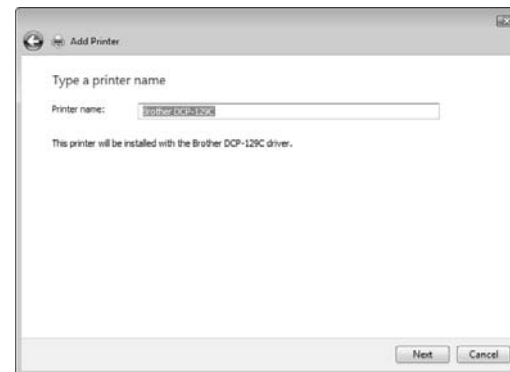 Add Printer
Type a printer name
Printer name: Brother DCP-129C
This printer will be installed with the Brother DCP-129C driver.
Next Cancel